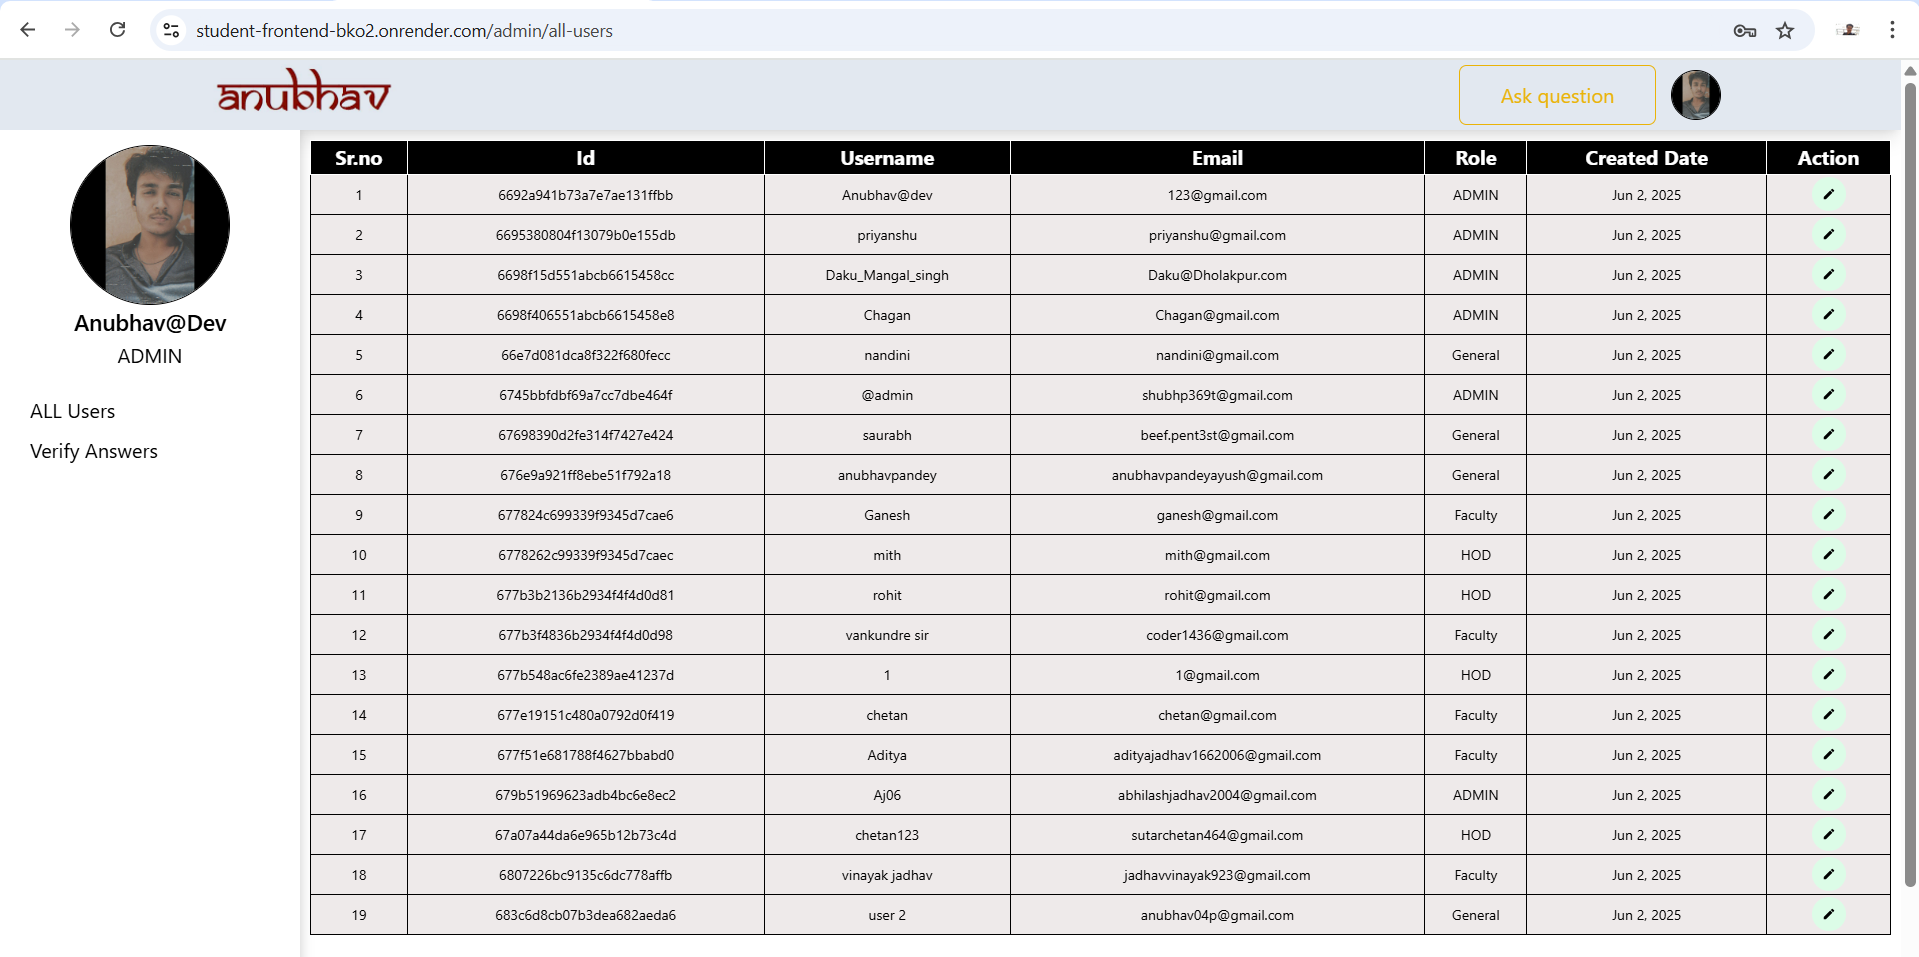 student-frontend-bko2.onrender.com/admin/all-users
anubhav
Ask question
Anubhav@Dev
ADMIN
ALL Users
Verify Answers
Sr.no Id Username Email Role Created Date Action
1 6692a941b73a7e7ae131ffbb Anubhav@dev 123@gmail.com ADMIN Jun 2, 2025
2 6695380804f13079b0e155db priyanshu priyanshu@gmail.com ADMIN Jun 2, 2025
3 6698f15d551abcb6615458cc Daku_Mangal_singh Daku@Dholakpur.com ADMIN Jun 2, 2025
4 6698f406551abcb6615458e8 Chagan Chagan@gmail.com ADMIN Jun 2, 2025
5 66e7d081dca8f322f680fecc nandini nandini@gmail.com General Jun 2, 2025
6 6745bbfdbf69a7cc7dbe464f @admin shubhp369t@gmail.com ADMIN Jun 2, 2025
7 67698390d2fe314f7427e424 saurabh beef.pent3st@gmail.com General Jun 2, 2025
8 676e9a921ff8ebe51f792a18 anubhavpandey anubhavpandeyayush@gmail.com General Jun 2, 2025
9 677824c699339f9345d7cae6 Ganesh ganesh@gmail.com Faculty Jun 2, 2025
10 6778262c99339f9345d7caec mith mith@gmail.com HOD Jun 2, 2025
11 677b3b2136b2934f4f4d0d81 rohit rohit@gmail.com HOD Jun 2, 2025
12 677b3f4836b2934f4f4d0d98 vankundre sir coder1436@gmail.com Faculty Jun 2, 2025
13 677b548ac6fe2389ae41237d 1 1@gmail.com HOD Jun 2, 2025
14 677e19151c480a0792d0f419 chetan chetan@gmail.com Faculty Jun 2, 2025
15 677f51e681788f4627bbabd0 Aditya adityajadhav1662006@gmail.com Faculty Jun 2, 2025
16 679b51969623adb4bc6e8ec2 Aj06 abhilashjadhav2004@gmail.com ADMIN Jun 2, 2025
17 67a07a44da6e965b12b73c4d chetan123 sutarchetan464@gmail.com HOD Jun 2, 2025
18 6807226bc9135c6dc778affb vinayak jadhav jadhavvinayak923@gmail.com Faculty Jun 2, 2025
19 683c6d8cb07b3dea682aeda6 user 2 anubhav04p@gmail.com General Jun 2, 2025